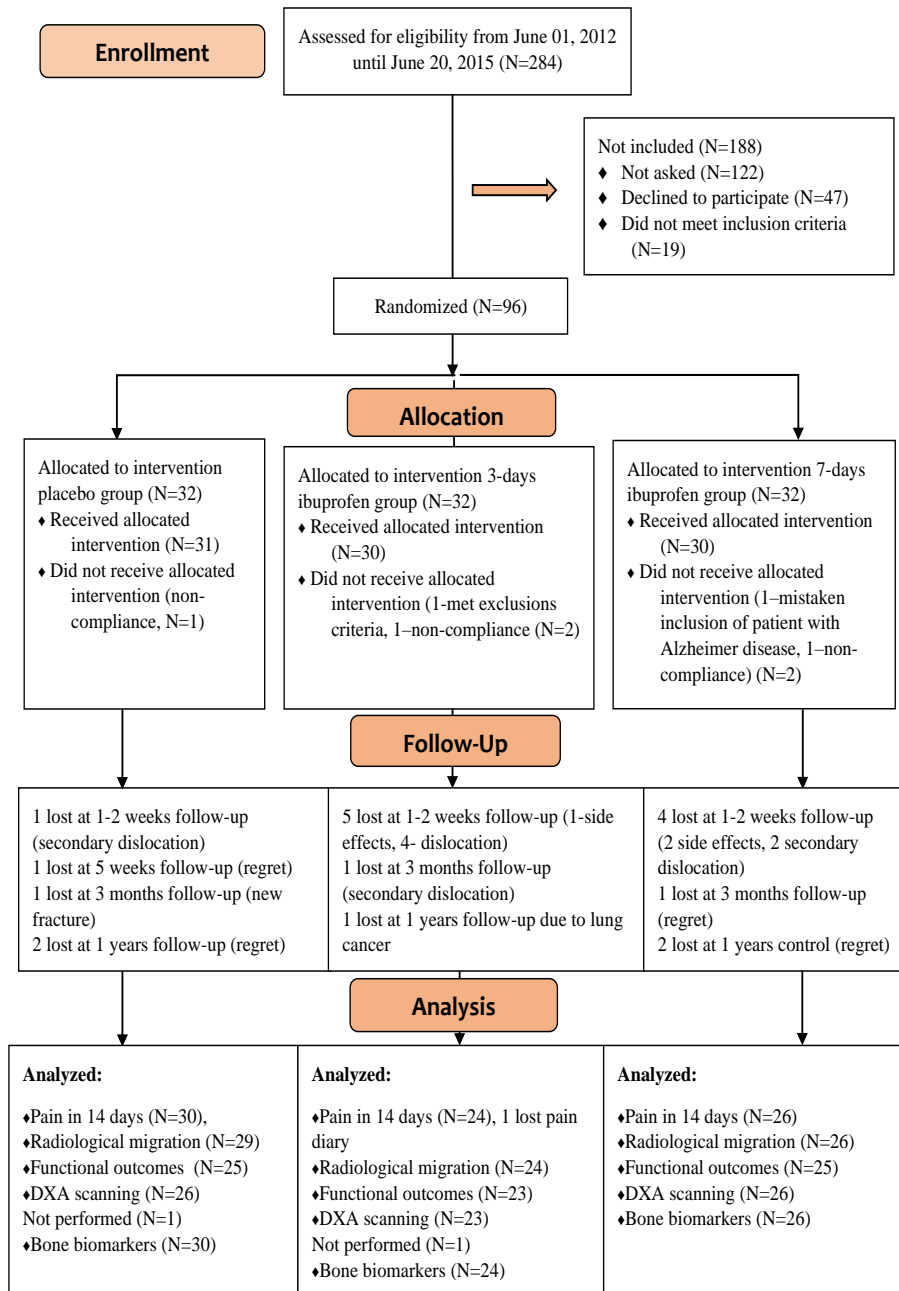 Enrollment
Assessed for eligibility from June 01, 2012
until June 20, 2015 (N=284)
Not included (N=188)
♦ Not asked (N=122)
♦ Declined to participate (N=47)
♦ Did not meet inclusion criteria
(N=19)
Randomized (N=96)
Allocation
Allocated to intervention
placebo group (N=32)
♦ Received allocated
intervention (N=31)
♦ Did not receive allocated
intervention (non-
compliance, N=1)
Allocated to intervention 3-days
ibuprofen group (N=32)
♦ Received allocated intervention
(N=30)
♦ Did not receive allocated
intervention (1-met exclusions
criteria, 1–non-compliance (N=2)
Allocated to intervention 7-days
ibuprofen group (N=32)
♦ Received allocated intervention
(N=30)
♦ Did not receive allocated
intervention (1–mistaken
inclusion of patient with
Alzheimer disease, 1–non-
compliance) (N=2)
Follow-Up
1 lost at 1-2 weeks follow-up
(secondary dislocation)
1 lost at 5 weeks follow-up (regret)
1 lost at 3 months follow-up (new
fracture)
2 lost at 1 years follow-up (regret)
5 lost at 1-2 weeks follow-up (1-side
effects, 4- dislocation)
1 lost at 3 months follow-up
(secondary dislocation)
1 lost at 1 years follow-up due to lung
cancer
4 lost at 1-2 weeks follow-up
(2 side effects, 2 secondary
dislocation)
1 lost at 3 months follow-up
(regret)
2 lost at 1 years control (regret)
Analysis
Analyzed:
♦Pain in 14 days (N=30),
♦Radiological migration (N=29)
♦Functional outcomes (N=25)
♦DXA scanning (N=26)
Not performed (N=1)
♦Bone biomarkers (N=30)
Analyzed:
♦Pain in 14 days (N=24), 1 lost pain
diary
♦Radiological migration (N=24)
♦Functional outcomes (N=23)
♦DXA scanning (N=23)
Not performed (N=1)
♦Bone biomarkers (N=24)
Analyzed:
♦Pain in 14 days (N=26)
♦Radiological migration (N=26)
♦Functional outcomes (N=25)
♦DXA scanning (N=26)
♦Bone biomarkers (N=26)